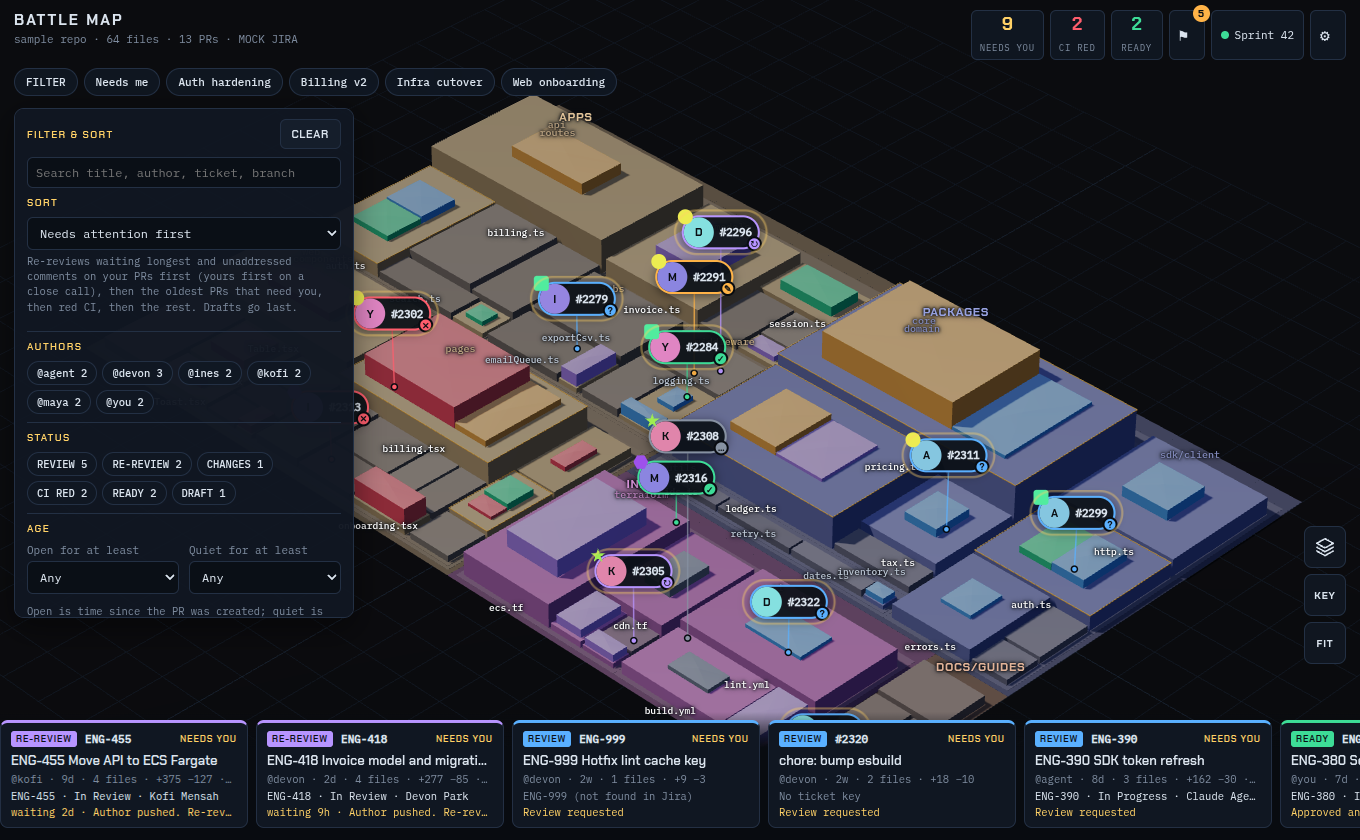 BATTLE MAP
sample repo · 64 files · 13 PRs · MOCK JIRA
9
NEEDS YOU
2
CI RED
2
READY
5
Sprint 42
FILTER
Needs me
Auth hardening
Billing v2
Infra cutover
Web onboarding
FILTER & SORT
CLEAR
Search title, author, ticket, branch
SORT
Needs attention first
Re-reviews waiting longest and unaddressed
comments on your PRs first (yours first on a
close call), then the oldest PRs that need you,
then red CI, then the rest. Drafts go last.
AUTHORS
@agent 2
@devon 3
@ines 2
@kofi 2
@maya 2
@you 2
STATUS
REVIEW 5
RE-REVIEW 2
CHANGES 1
CI RED 2
READY 2
DRAFT 1
AGE
Open for at least
Quiet for at least
Any
Any
Open is time since the PR was created; quiet is
APPS
api
routes
billing.ts
D #2296
M #2291
I #2279
invoice.ts
session.ts
Y #2302
exportCsv.ts
Y #2284
pages
emailQueue.ts
logging.ts
PACKAGES
core
domain
K #2308
billing.tsx
M #2316
terraform
A #2311
sdk/client
A #2299
ledger.ts
retry.ts
http.ts
K #2305
tax.ts
dates.ts
inventory.ts
D #2322
auth.ts
ecs.tf
cdn.tf
errors.ts
DOCS/GUIDES
lint.yml
build.yml
KEY
FIT
RE-REVIEW ENG-455 NEEDS YOU
ENG-455 Move API to ECS Fargate
@kofi · 9d · 4 files · +375 -127 ·…
ENG-455 · In Review · Kofi Mensah
waiting 2d · Author pushed. Re-rev…
RE-REVIEW ENG-418 NEEDS YOU
ENG-418 Invoice model and migrati…
@devon · 2d · 4 files · +277 -85 ·…
ENG-418 · In Review · Devon Park
waiting 9h · Author pushed. Re-rev…
REVIEW ENG-999 NEEDS YOU
ENG-999 Hotfix lint cache key
@devon · 2w · 1 files · +9 -3
ENG-999 (not found in Jira)
Review requested
REVIEW #2320 NEEDS YOU
chore: bump esbuild
@devon · 2w · 2 files · +18 -10
No ticket key
Review requested
REVIEW ENG-390 NEEDS YOU
ENG-390 SDK token refresh
@agent · 8d · 3 files · +162 -30 ·…
ENG-390 · In Progress · Claude Age…
Review requested
READY
ENG-380
@you · 7d
ENG-380